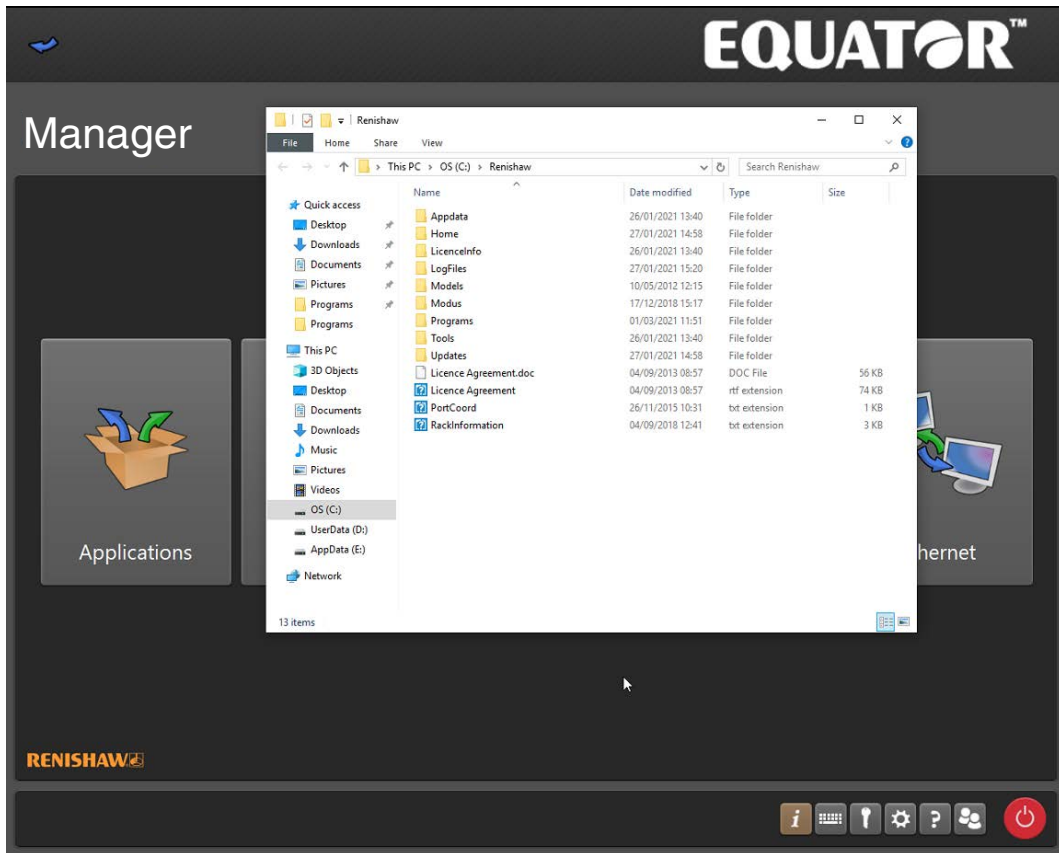 EQUATOR™
Manager
Renishaw
File Home Share View
This PC > OS (C:) > Renishaw
Search Renishaw
Name Date modified Type Size
Quick access
Desktop
Downloads
Documents
Pictures
Programs
Programs
This PC
3D Objects
Desktop
Documents
Downloads
Music
Pictures
Videos
OS (C:)
UserData (D:)
AppData (E:)
Network
Appdata 26/01/2021 13:40 File folder
Home 27/01/2021 14:58 File folder
LicenceInfo 26/01/2021 13:40 File folder
LogFiles 27/01/2021 15:20 File folder
Models 10/05/2012 12:15 File folder
Modus 17/12/2018 15:17 File folder
Programs 01/03/2021 11:51 File folder
Tools 26/01/2021 13:40 File folder
Updates 27/01/2021 14:58 File folder
Licence Agreement.doc 04/09/2013 08:57 DOC File 56 KB
Licence Agreement 04/09/2013 08:57 rtf extension 74 KB
PortCoord 26/11/2015 10:31 txt extension 1 KB
RackInformation 04/09/2018 12:41 txt extension 3 KB
13 items
Applications
hernet
RENISHAW